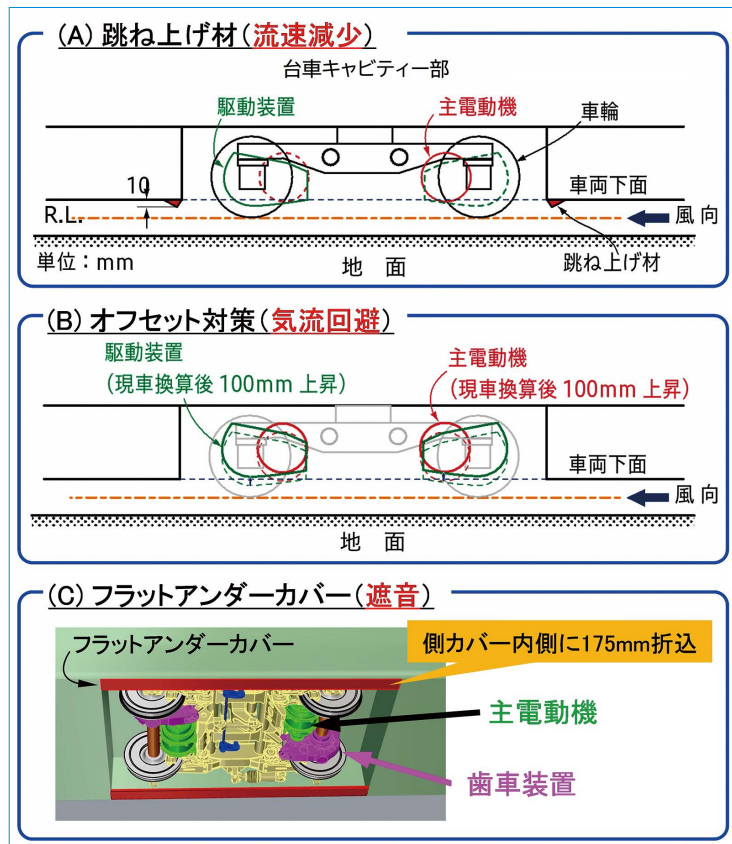 (A) 跳ね上げ材(流速減少)
台車キャビティー部
駆動装置
主電動機
車輪
10
車両下面
R.L.
風向
単位：mm
地 面
跳ね上げ材
(B) オフセット対策(気流回避)
駆動装置
(現車換算後 100mm 上昇)
主電動機
(現車換算後 100mm 上昇)
車両下面
風向
地 面
(C) フラットアンダーカバー(遮音)
フラットアンダーカバー
側カバー内側に175mm折込
主電動機
歯車装置